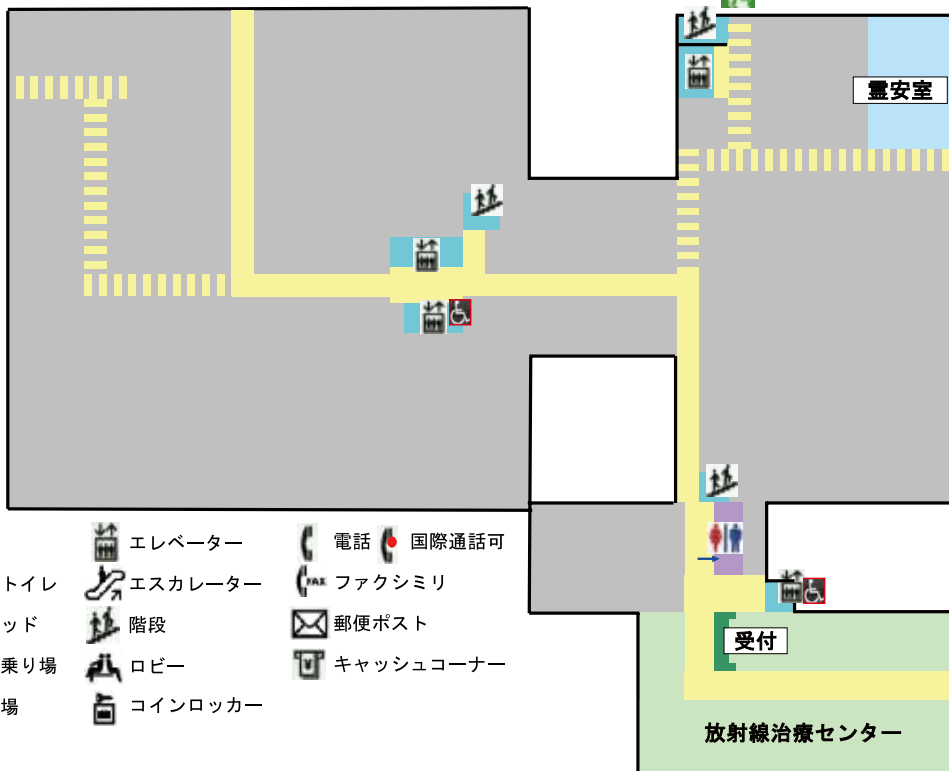 霊安室
エレベーター
電話
国際通話可
トイレ
エスカレーター
FAX
ファクシミリ
ッド
階段
郵便ポスト
受付
乗り場
ロビー
¥
キャッシュコーナー
場
コインロッカー
放射線治療センター